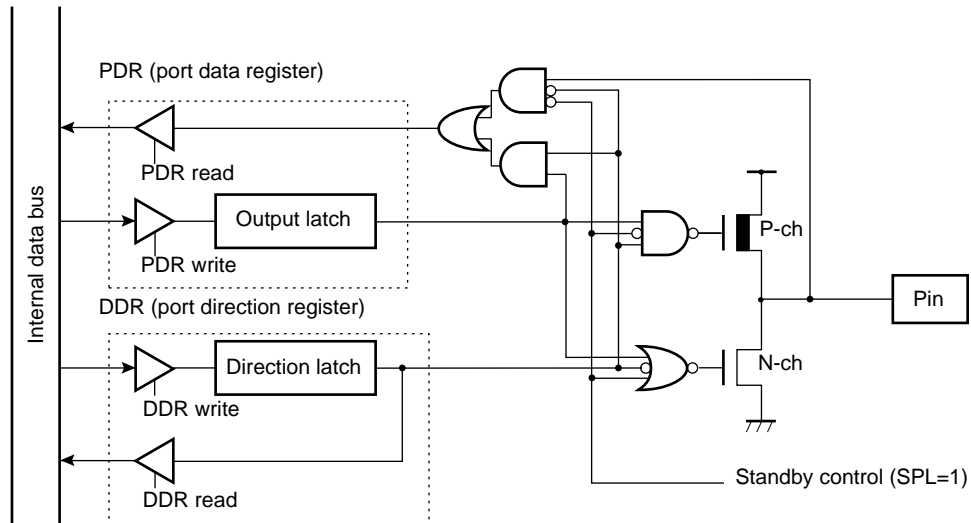 PDR (port data register)
PDR read
Output latch
PDR write
P-ch
Internal data bus
DDR (port direction register)
Pin
Direction latch
N-ch
DDR write
Standby control (SPL=1)
DDR read